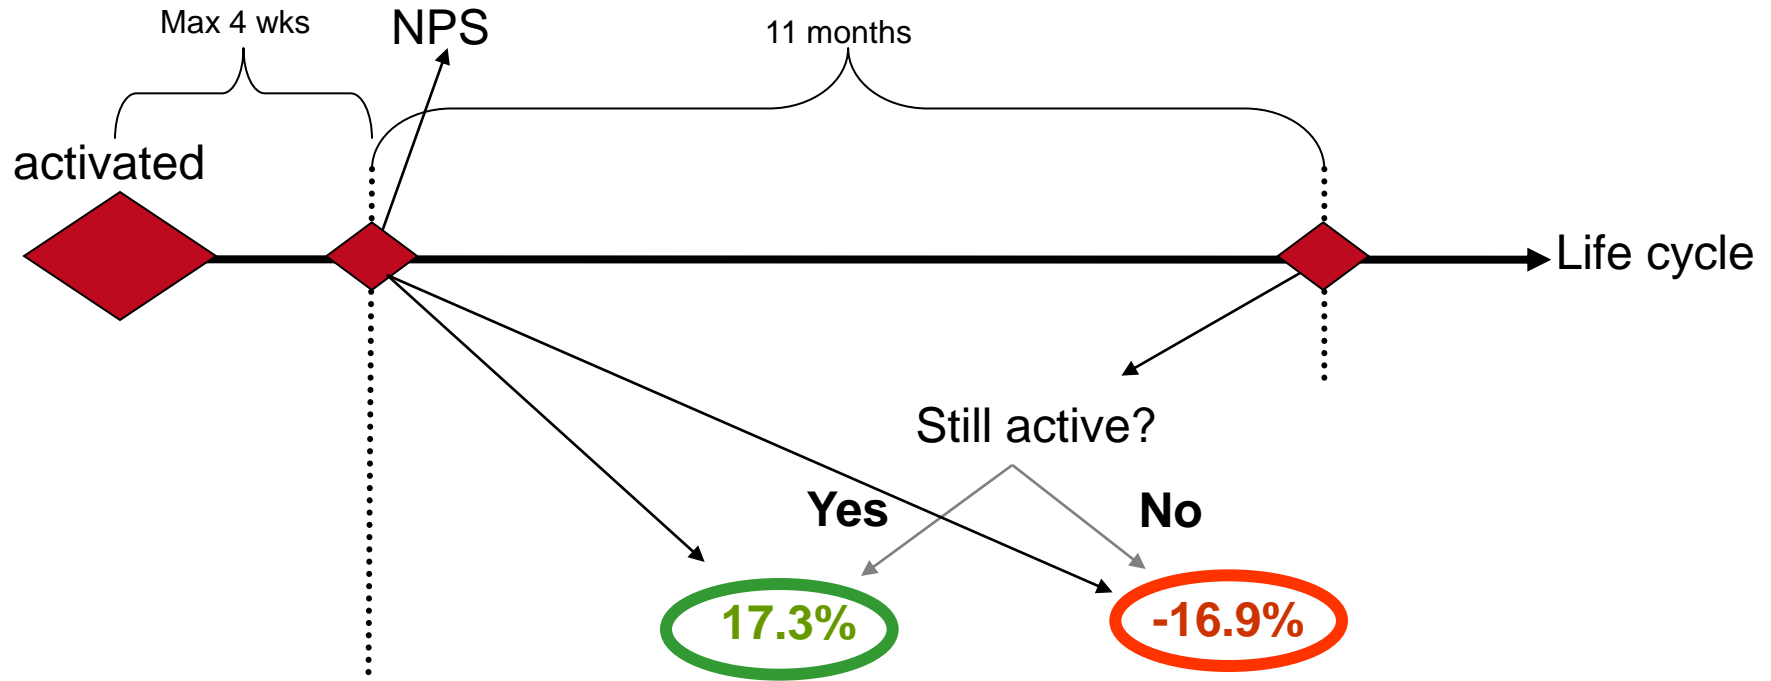 Max 4 wks
NPS
11 months
activated
Life cycle
Still active?
Yes
No
17.3%
-16.9%